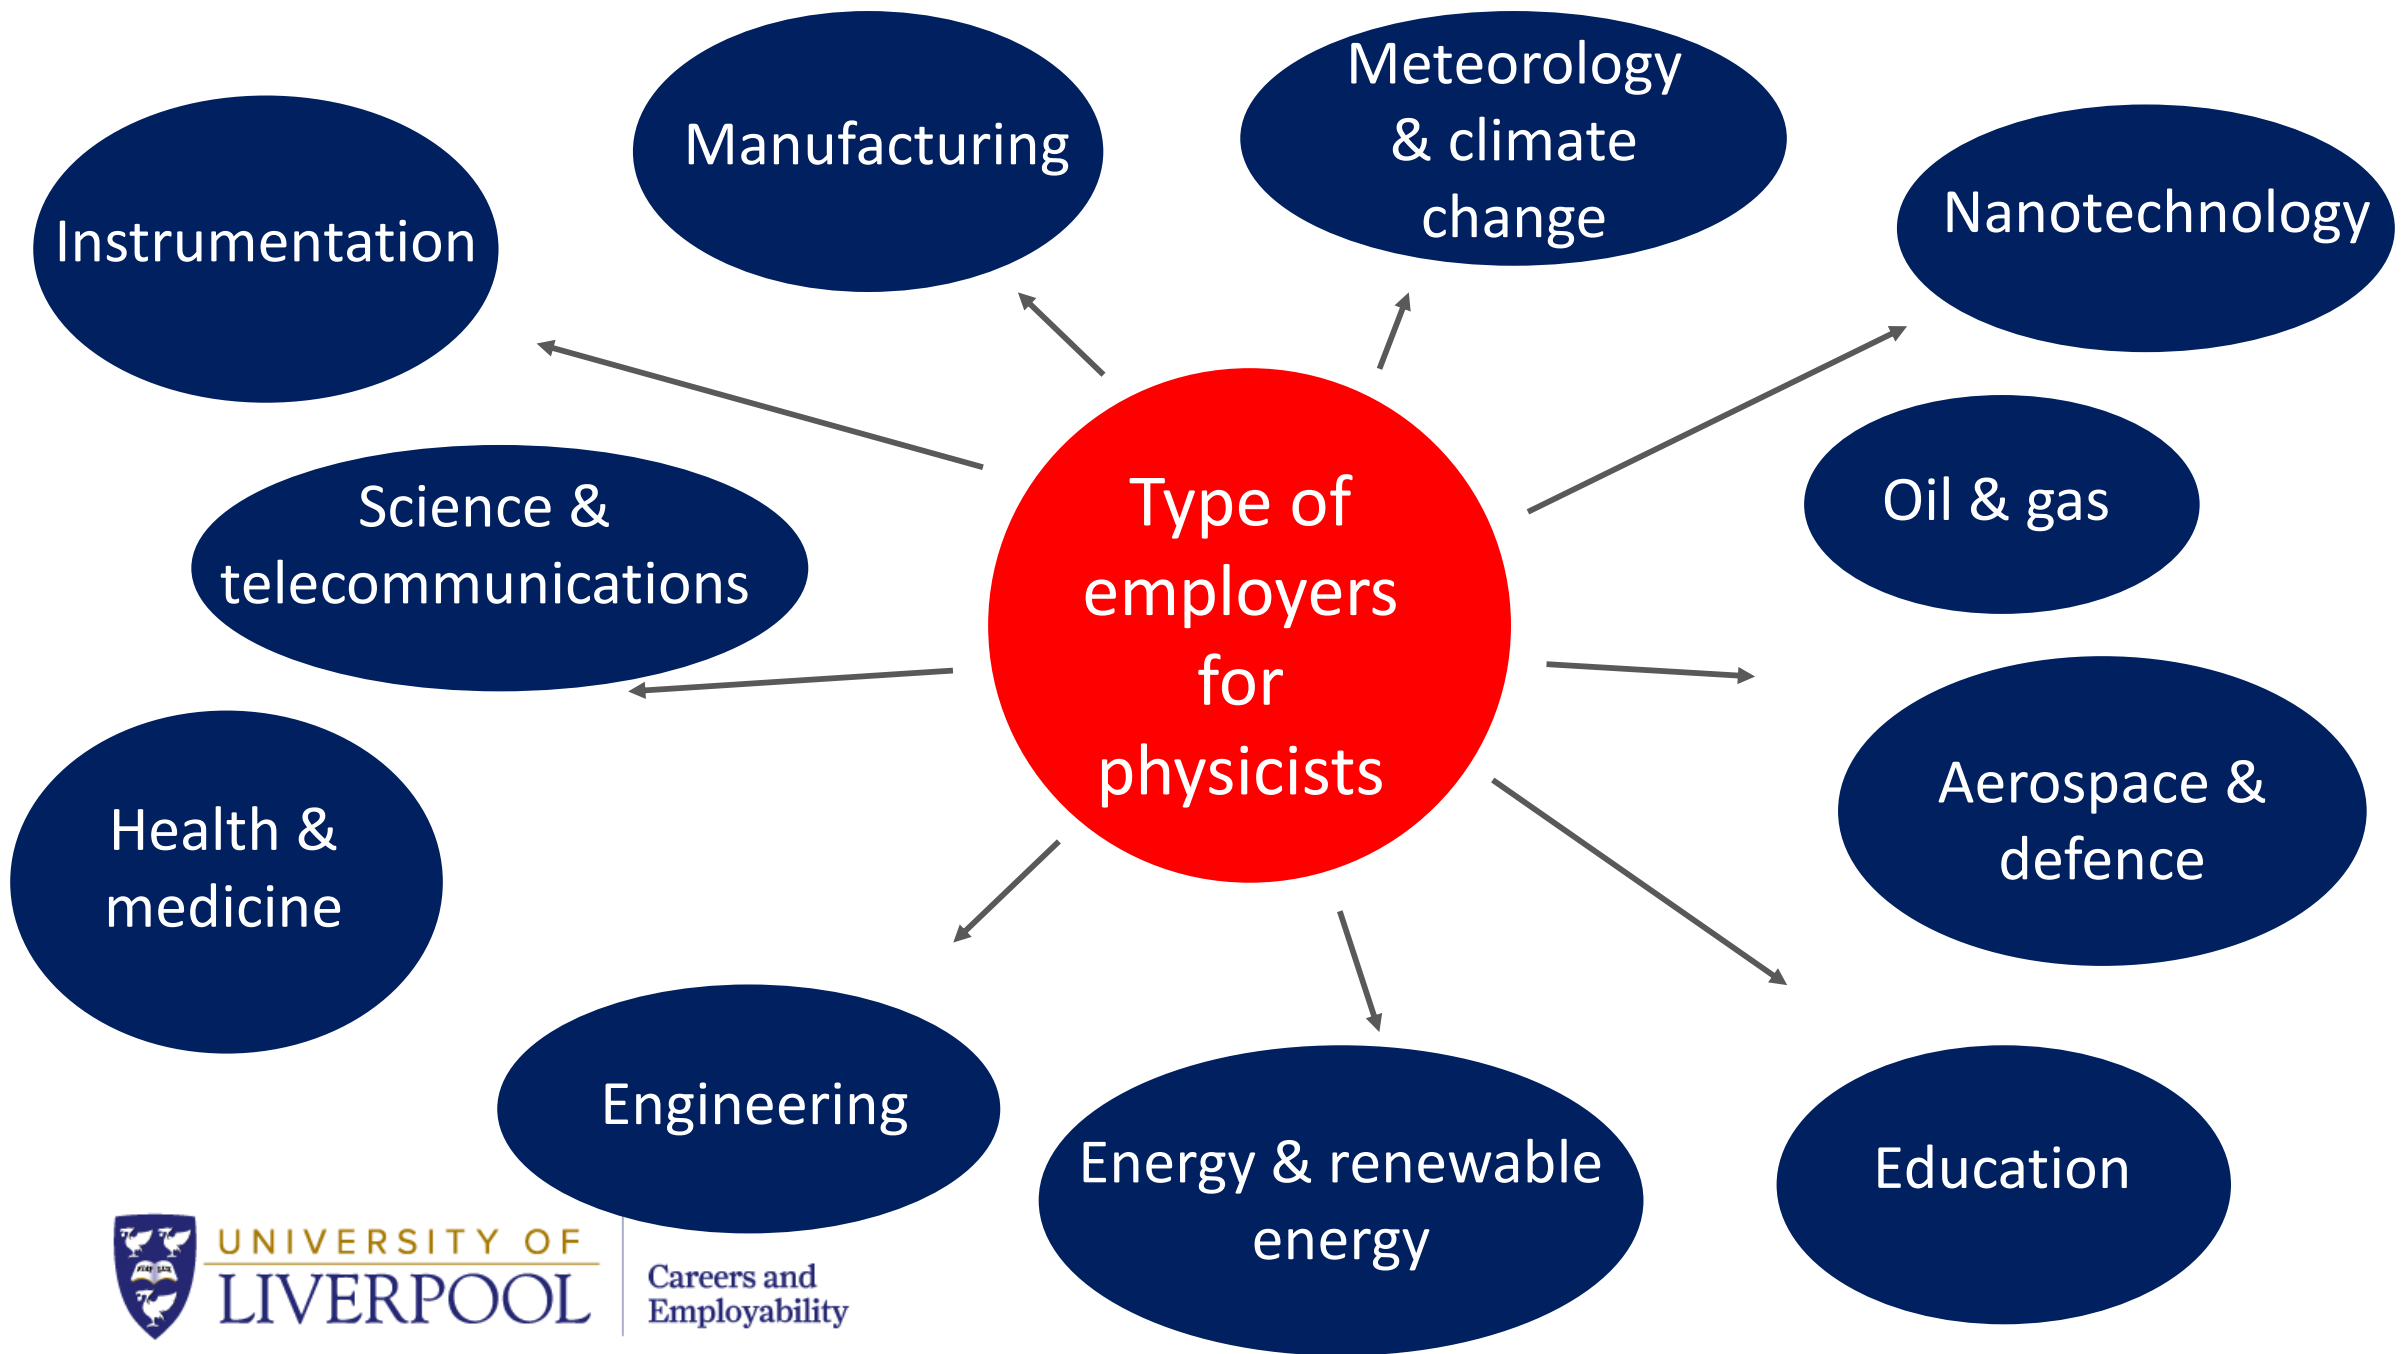 Meteorology
& climate
change
Manufacturing
Nanotechnology
Instrumentation
Type of
employers
for
physicists
Oil & gas
Science &
telecommunications
Aerospace &
defence
Health &
medicine
Engineering
Energy & renewable
energy
Education
UNIVERSITY OF
LIVERPOOL
Careers and
Employability